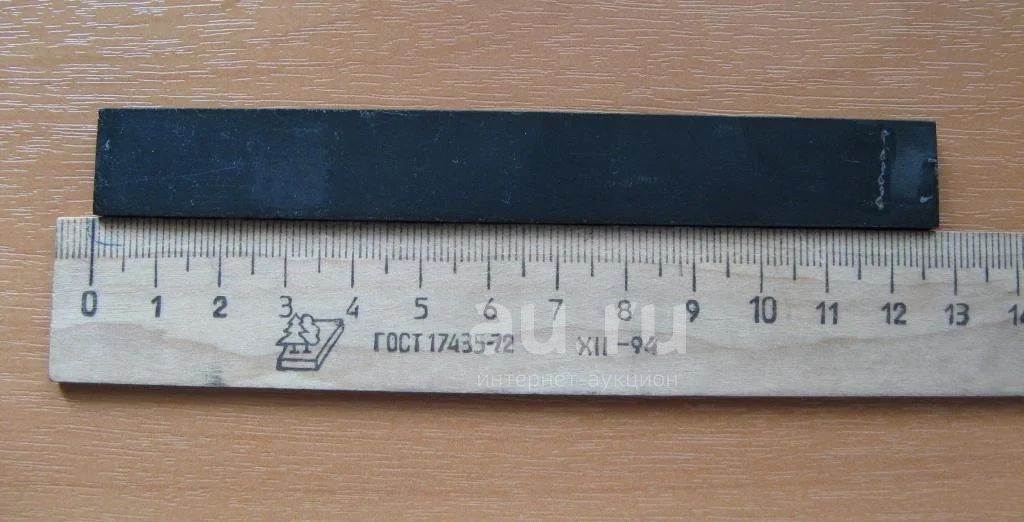 0 1 2 3 4 5 6 7 8 9 10 11 12 13 14
ГОСТ 17435-72 XII-94
au.ru
интернет-аукцион